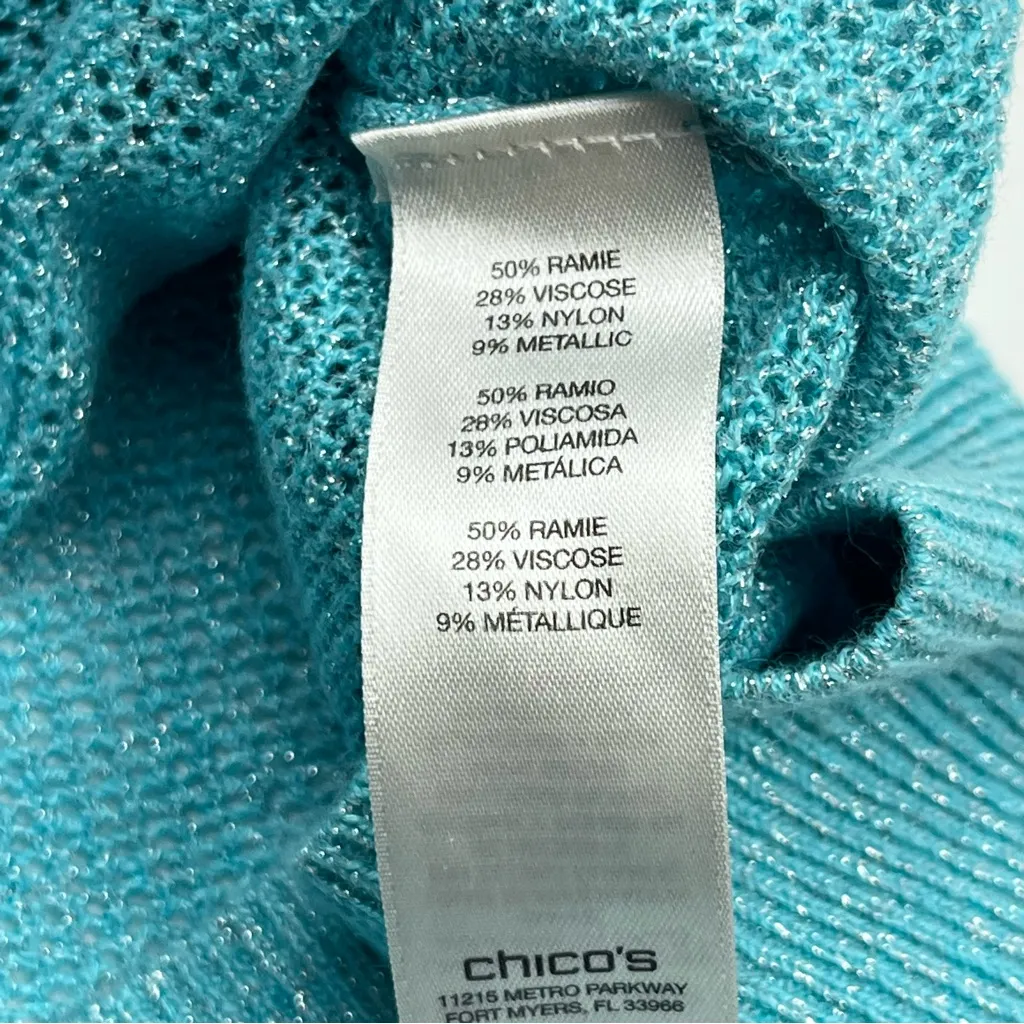 50% RAMIE
28% VISCOSE
13% NYLON
9% METALLIC
50% RAMIO
28% VISCOSA
13% POLIAMIDA
9% METÁLICA
50% RAMIE
28% VISCOSE
13% NYLON
9% MÉTALLIQUE
chico's
11215 METRO PARKWAY
FORT MYERS, FL 33966